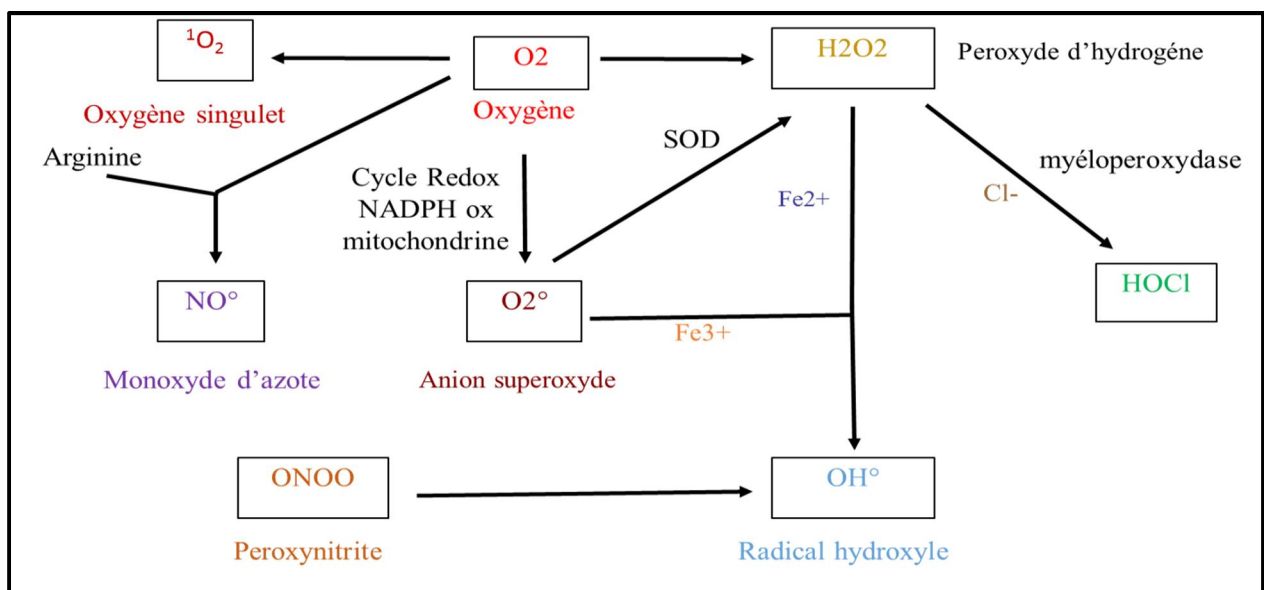 ¹O₂
O2
H2O2
Peroxyde d’hydrogéne
Oxygène singulet
Oxygène
Arginine
SOD
myéloperoxydase
Cycle Redox
NADPH ox
mitochondrine
Fe2+
Cl-
NO°
O2°
HOCl
Fe3+
Monoxyde d’azote
Anion superoxyde
ONOO
OH°
Peroxynitrite
Radical hydroxyle